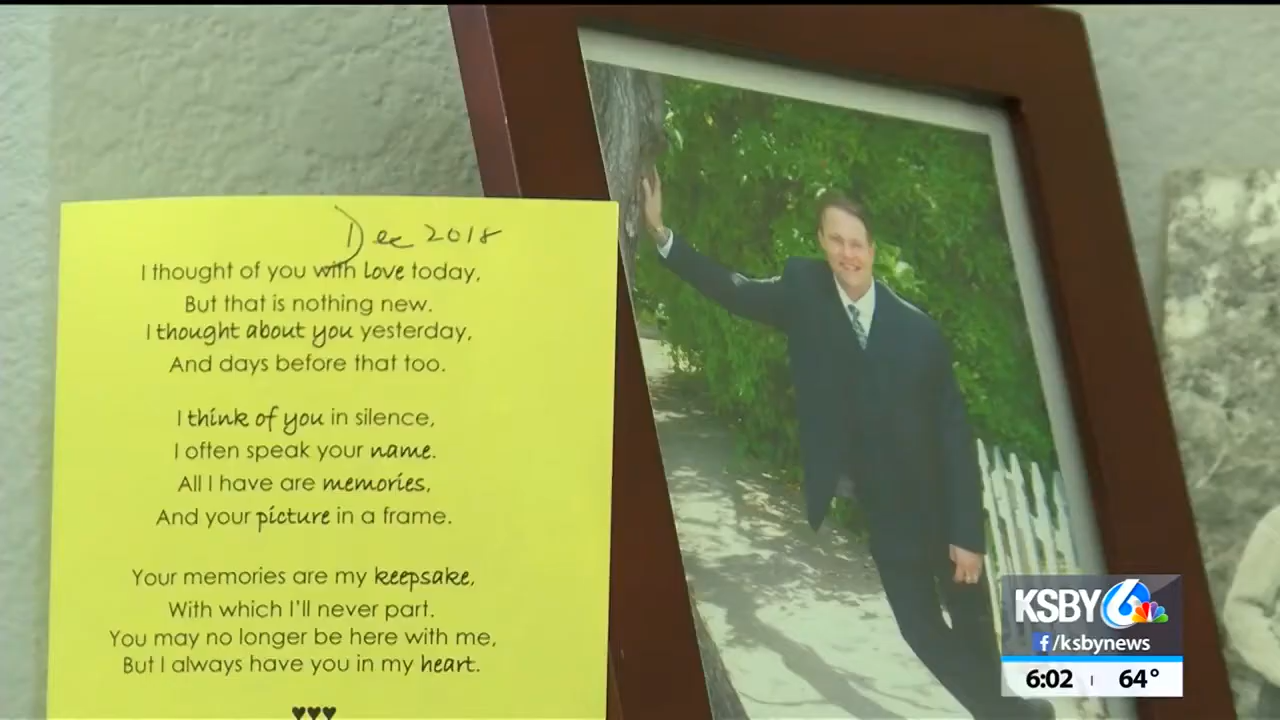 Dec 2018
I thought of you with love today,
But that is nothing new.
I thought about you yesterday,
And days before that too.
I think of you in silence,
I often speak your name.
All I have are memories,
And your picture in a frame.
Your memories are my keepsake,
With which I'll never part.
You may no longer be here with me,
But I always have you in my heart.
♥♥♥
KSBY 6
f/ksbynews
6:02 64°